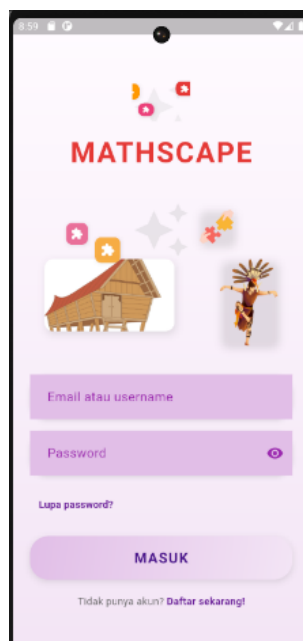 8:59
MATHSCAPE
Email atau username
Password
Lupa password?
MASUK
Tidak punya akun? Daftar sekarang!